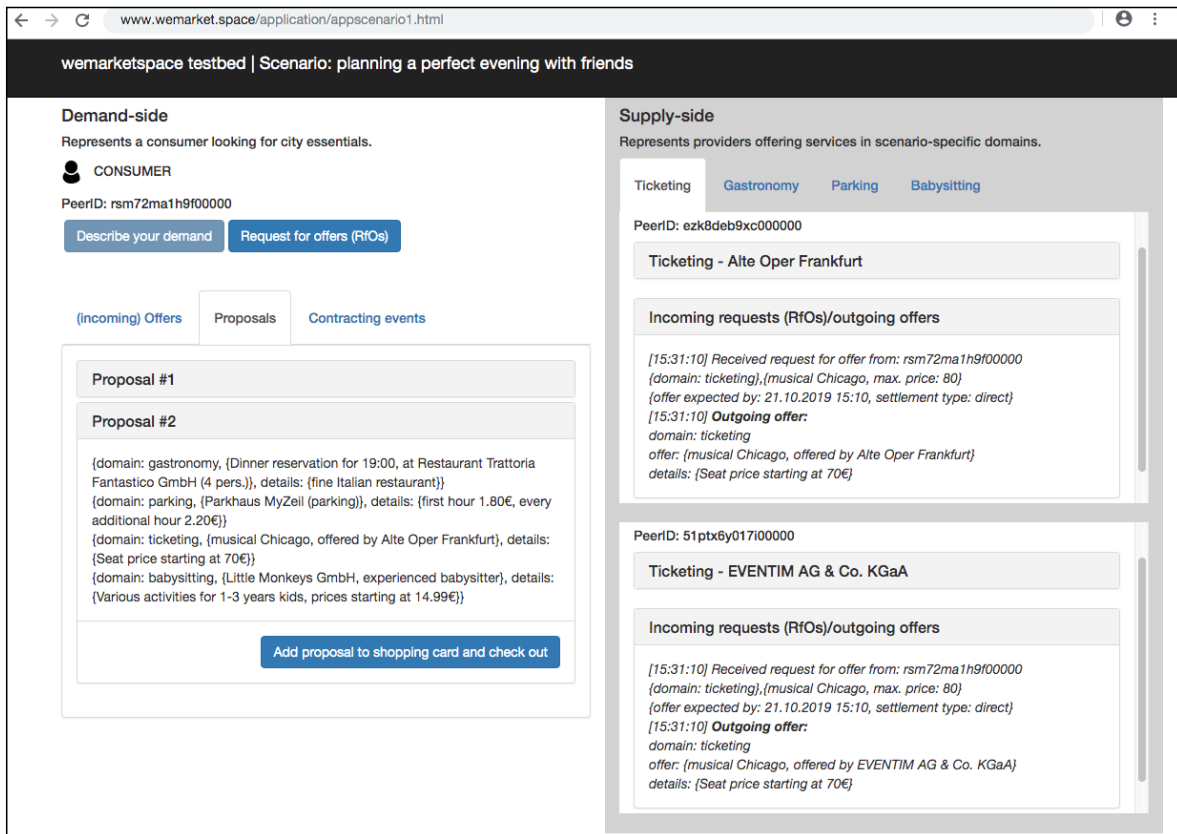 www.wemarket.space/application/appscenario1.html
wemarketspace testbed | Scenario: planning a perfect evening with friends
Demand-side
Represents a consumer looking for city essentials.
CONSUMER
PeerID: rsm72ma1h9f00000
Describe your demand
Request for offers (RfOs)
(incoming) Offers
Proposals
Contracting events
Proposal #1
Proposal #2
{domain: gastronomy, {Dinner reservation for 19:00, at Restaurant Trattoria
Fantastico GmbH (4 pers.)}, details: {fine Italian restaurant}}
{domain: parking, {Parkhaus MyZeil (parking)}, details: {first hour 1.80€, every
additional hour 2.20€}}
{domain: ticketing, {musical Chicago, offered by Alte Oper Frankfurt}, details:
{Seat price starting at 70€}}
{domain: babysitting, {Little Monkeys GmbH, experienced babysitter}, details:
{Various activities for 1-3 years kids, prices starting at 14.99€}}
Add proposal to shopping card and check out
Supply-side
Represents providers offering services in scenario-specific domains.
Ticketing
Gastronomy
Parking
Babysitting
PeerID: ezk8deb9xc000000
Ticketing - Alte Oper Frankfurt
Incoming requests (RfOs)/outgoing offers
[15:31:10] Received request for offer from: rsm72ma1h9f00000
{domain: ticketing},{musical Chicago, max. price: 80}
{offer expected by: 21.10.2019 15:10, settlement type: direct}
[15:31:10] Outgoing offer:
domain: ticketing
offer: {musical Chicago, offered by Alte Oper Frankfurt}
details: {Seat price starting at 70€}
PeerID: 51ptx6y017i00000
Ticketing - EVENTIM AG & Co. KGaA
Incoming requests (RfOs)/outgoing offers
[15:31:10] Received request for offer from: rsm72ma1h9f00000
{domain: ticketing},{musical Chicago, max. price: 80}
{offer expected by: 21.10.2019 15:10, settlement type: direct}
[15:31:10] Outgoing offer:
domain: ticketing
offer: {musical Chicago, offered by EVENTIM AG & Co. KGaA}
details: {Seat price starting at 70€}